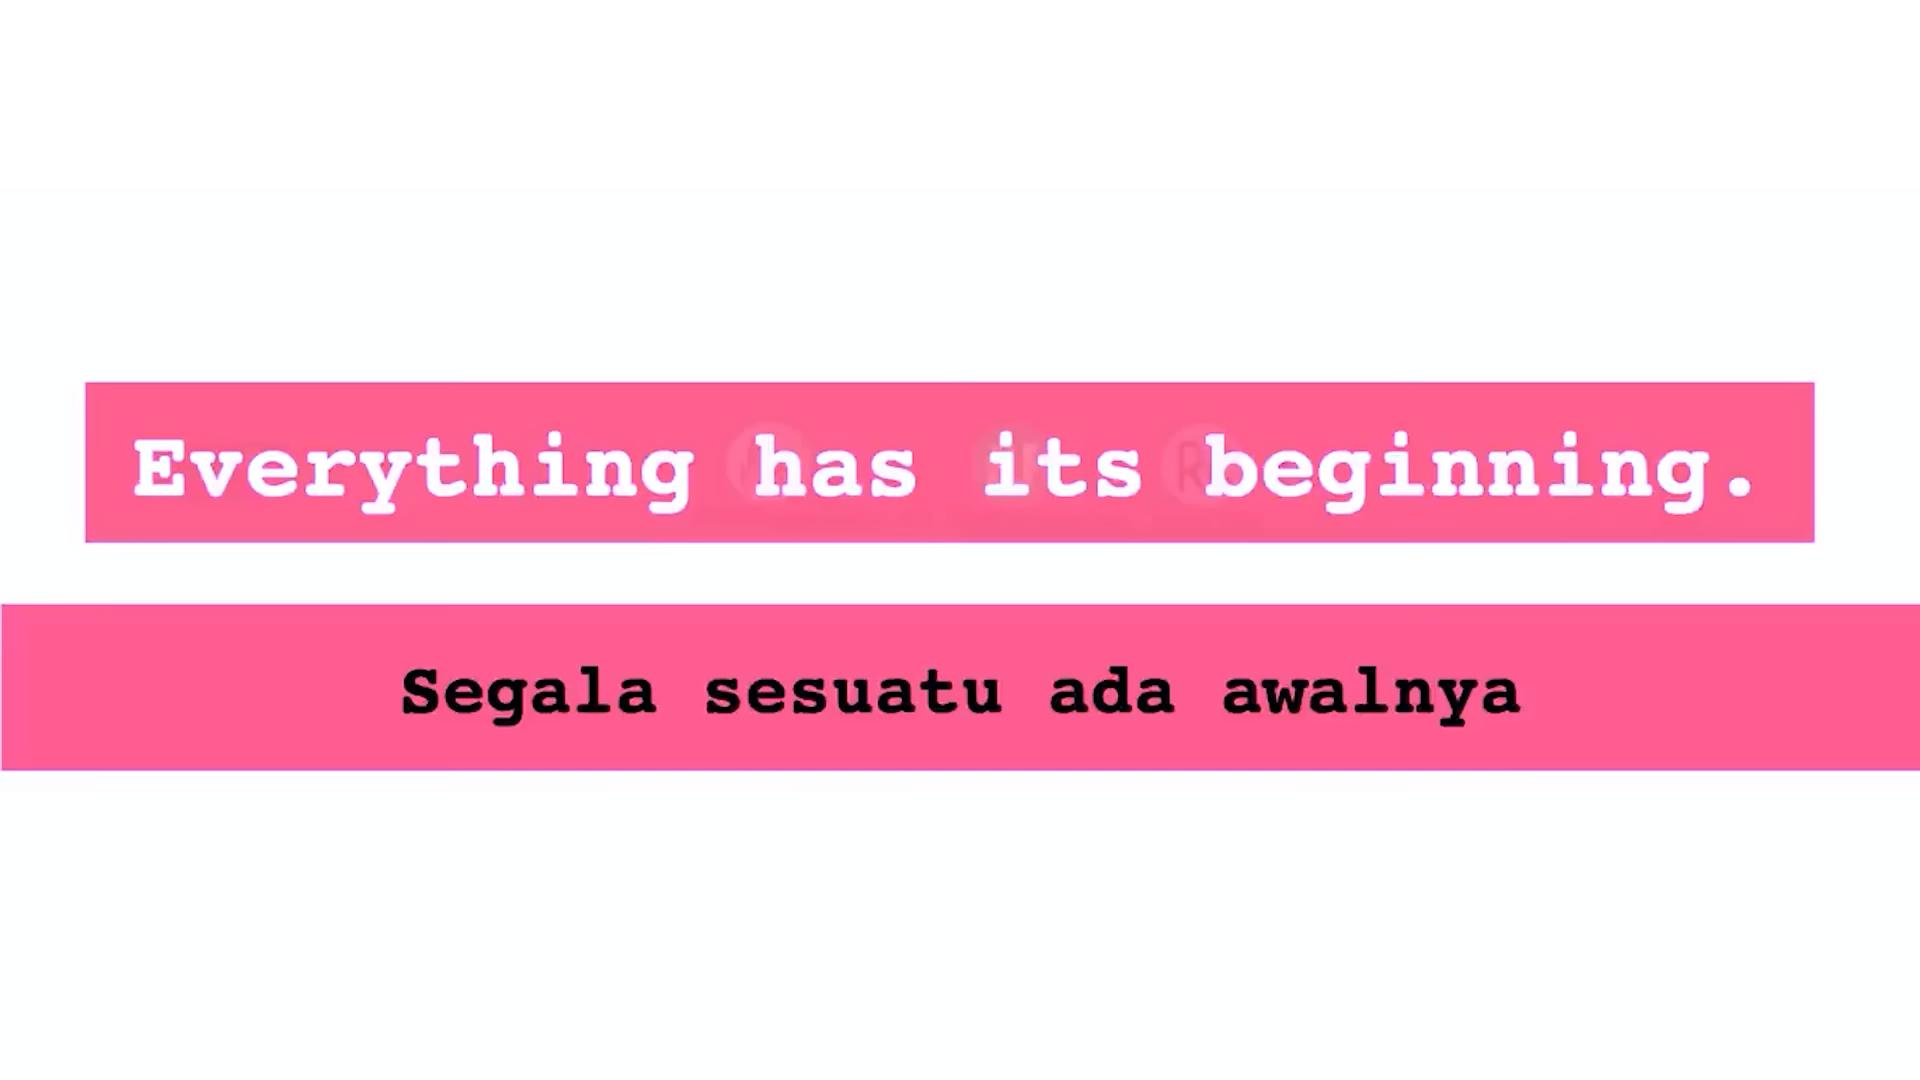 Everything has its beginning.
Segala sesuatu ada awalnya